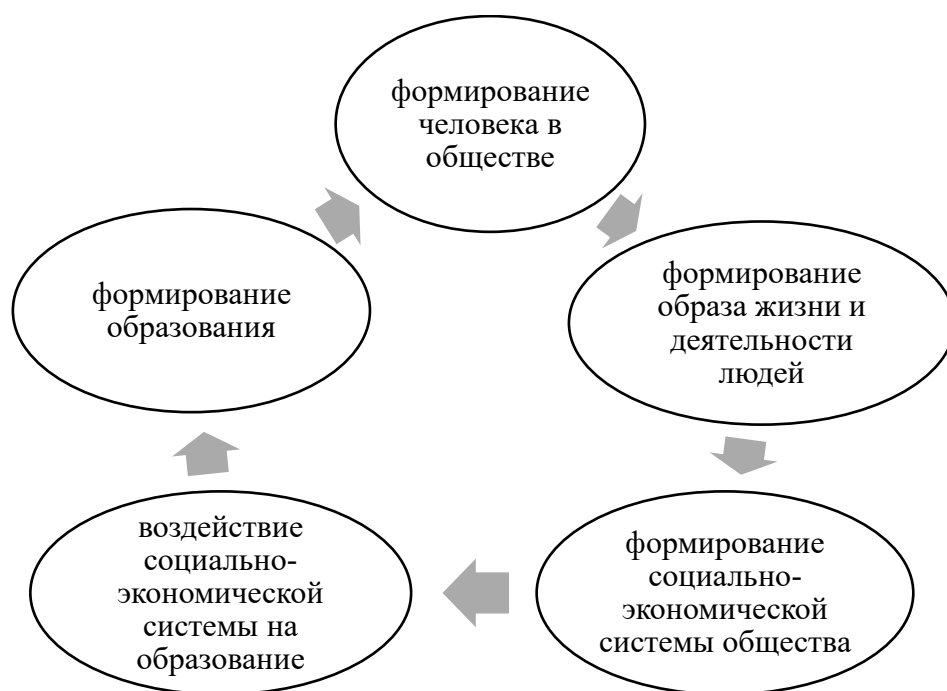 формирование
человека в
обществе
формирование
образа жизни и
деятельности
людей
формирование
социально-
экономической
системы общества
воздействие
социально-
экономической
системы на
образование
формирование
образования